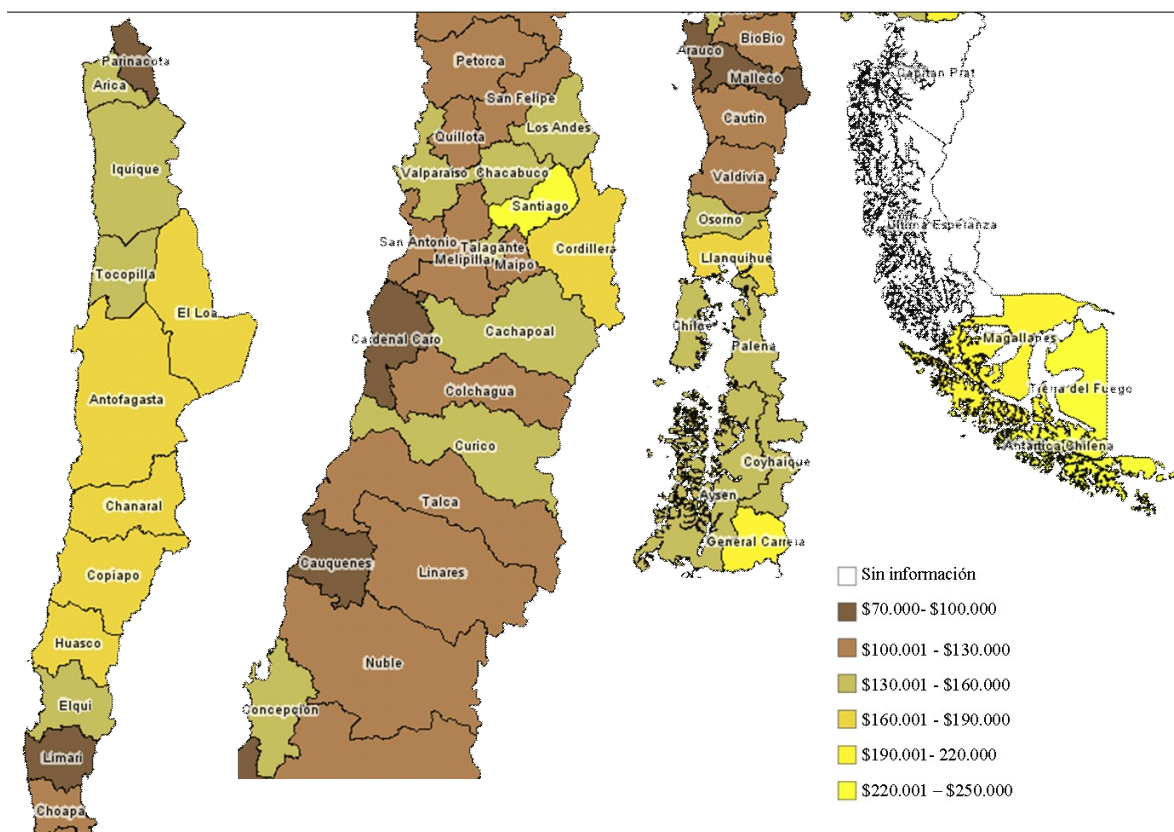 Parinacota
Arica
Iquique
Tocopilla
El Loa
Antofagasta
Chanaral
Copiapo
Huasco
Elqui
Limari
Choapa
Petorca
San Felipe
Quillota
Los Andes
Valparaiso
Chacabuco
Santiago
San Antonio
Talagante
Melipilla
Maipo
Cordillera
Cardenal Caro
Cachapoal
Colchagua
Curico
Talca
Cauquenes
Linares
Nuble
Concepcion
BioBio
Arauco
Malleco
Cautin
Valdivia
Osorno
Llanquihue
Chiloe
Palena
Coyhaique
Aysen
General Carrera
Capitan Prat
Ultima Esperanza
Magallanes
Tierra del Fuego
Antartica Chilena
Sin información
$70.000- $100.000
$100.001 - $130.000
$130.001 - $160.000
$160.001 - $190.000
$190.001- 220.000
$220.001 – $250.000